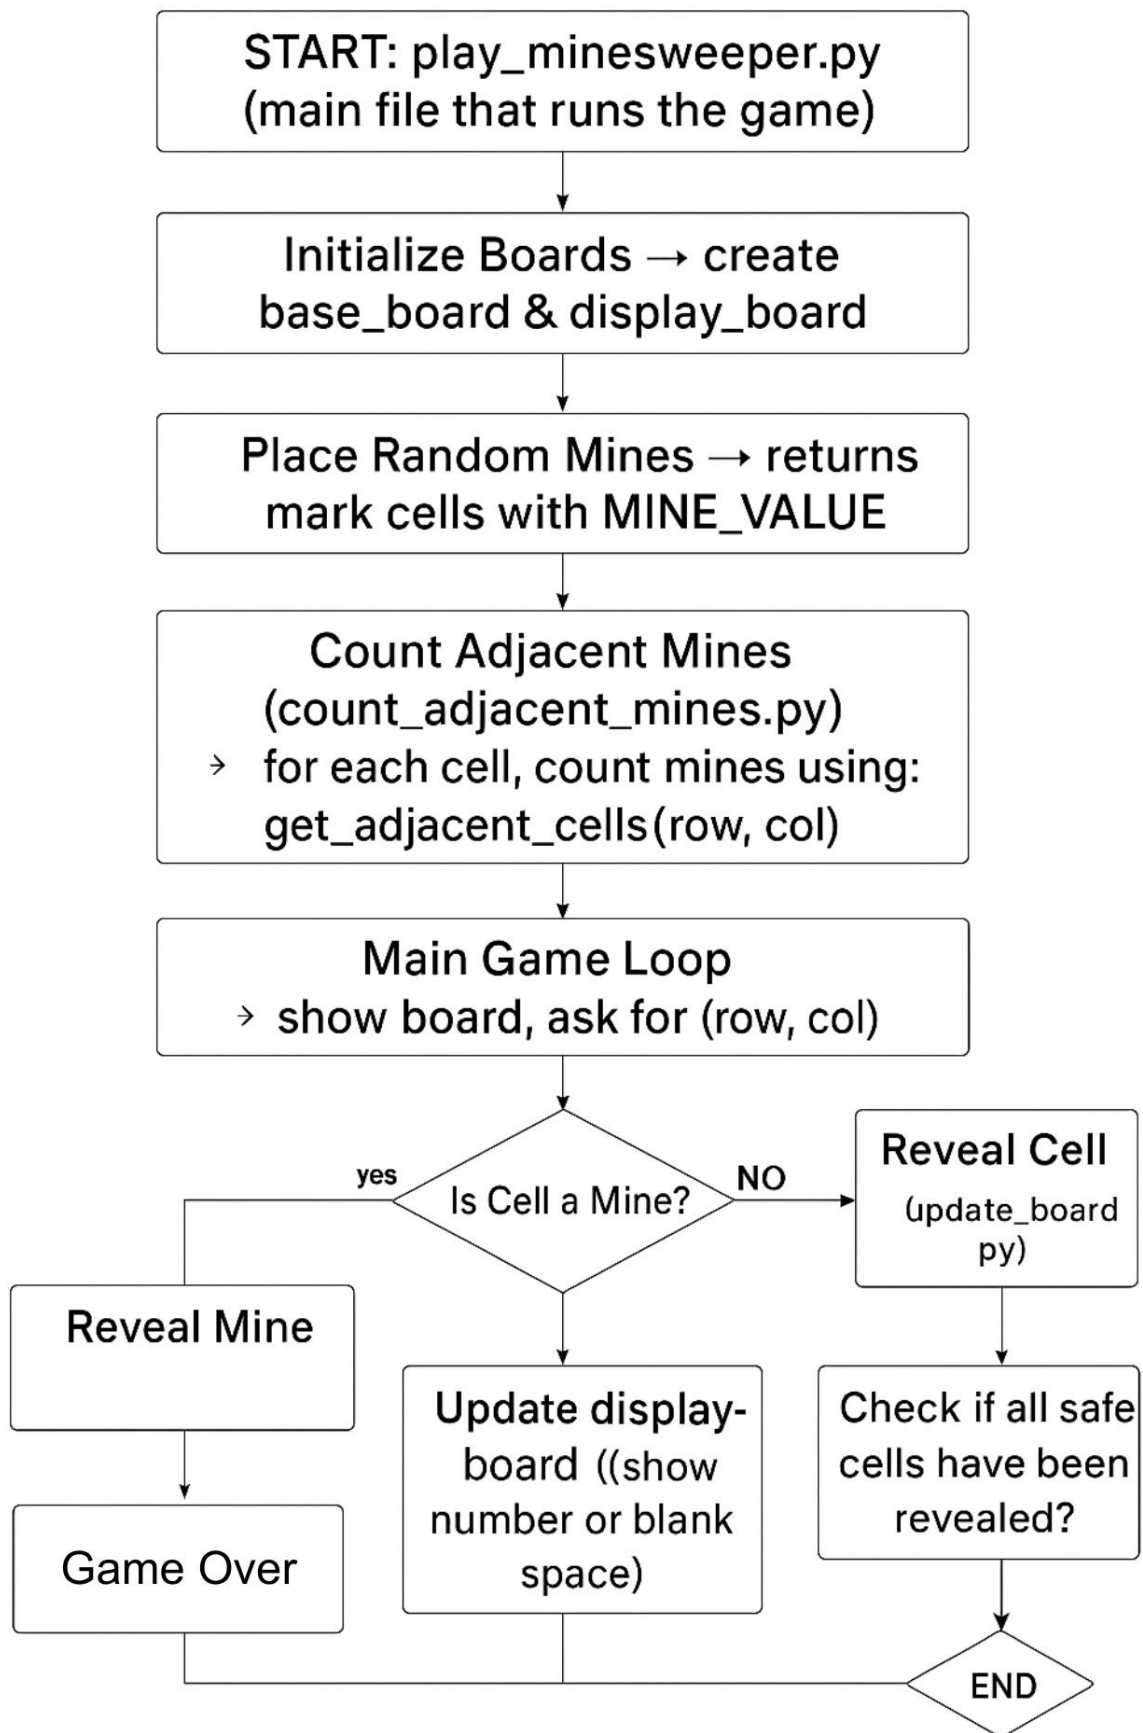 START: play_minesweeper.py
(main file that runs the game)
Initialize Boards → create
base_board & display_board
Place Random Mines → returns
mark cells with MINE_VALUE
Count Adjacent Mines
(count_adjacent_mines.py)
→ for each cell, count mines using:
get_adjacent_cells(row, col)
Main Game Loop
→ show board, ask for (row, col)
Is Cell a Mine?
yes
NO
Reveal Cell
(update_board
py)
Reveal Mine
Game Over
Update display-
board ((show
number or blank
space)
Check if all safe
cells have been
revealed?
END